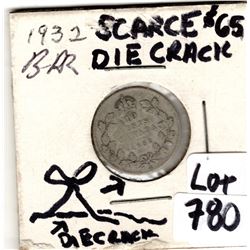 1932 SCARCE $65
BAR DIE CRACK
LOT
780
DIECRACK